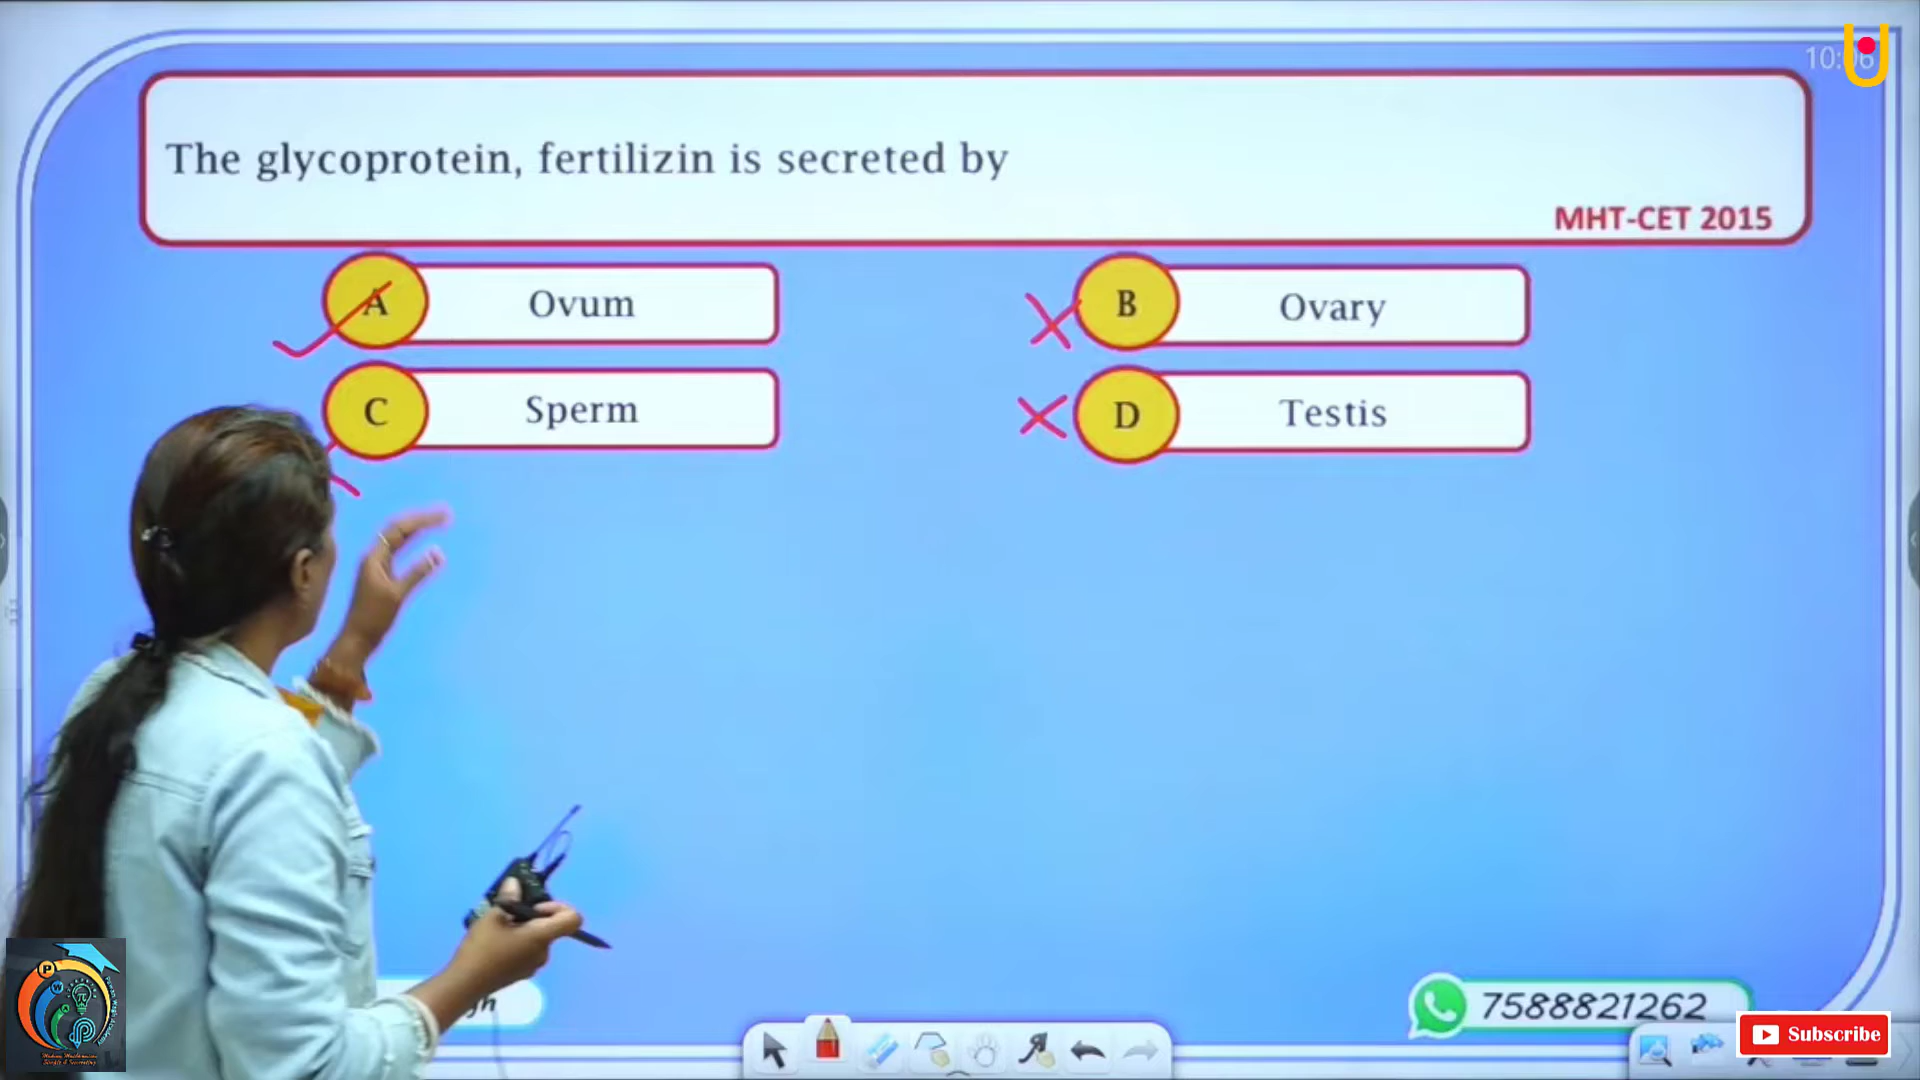 The glycoprotein, fertilizin is secreted by
MHT-CET 2015
A Ovum
B Ovary
C Sperm
D Testis
7588821262
Subscribe